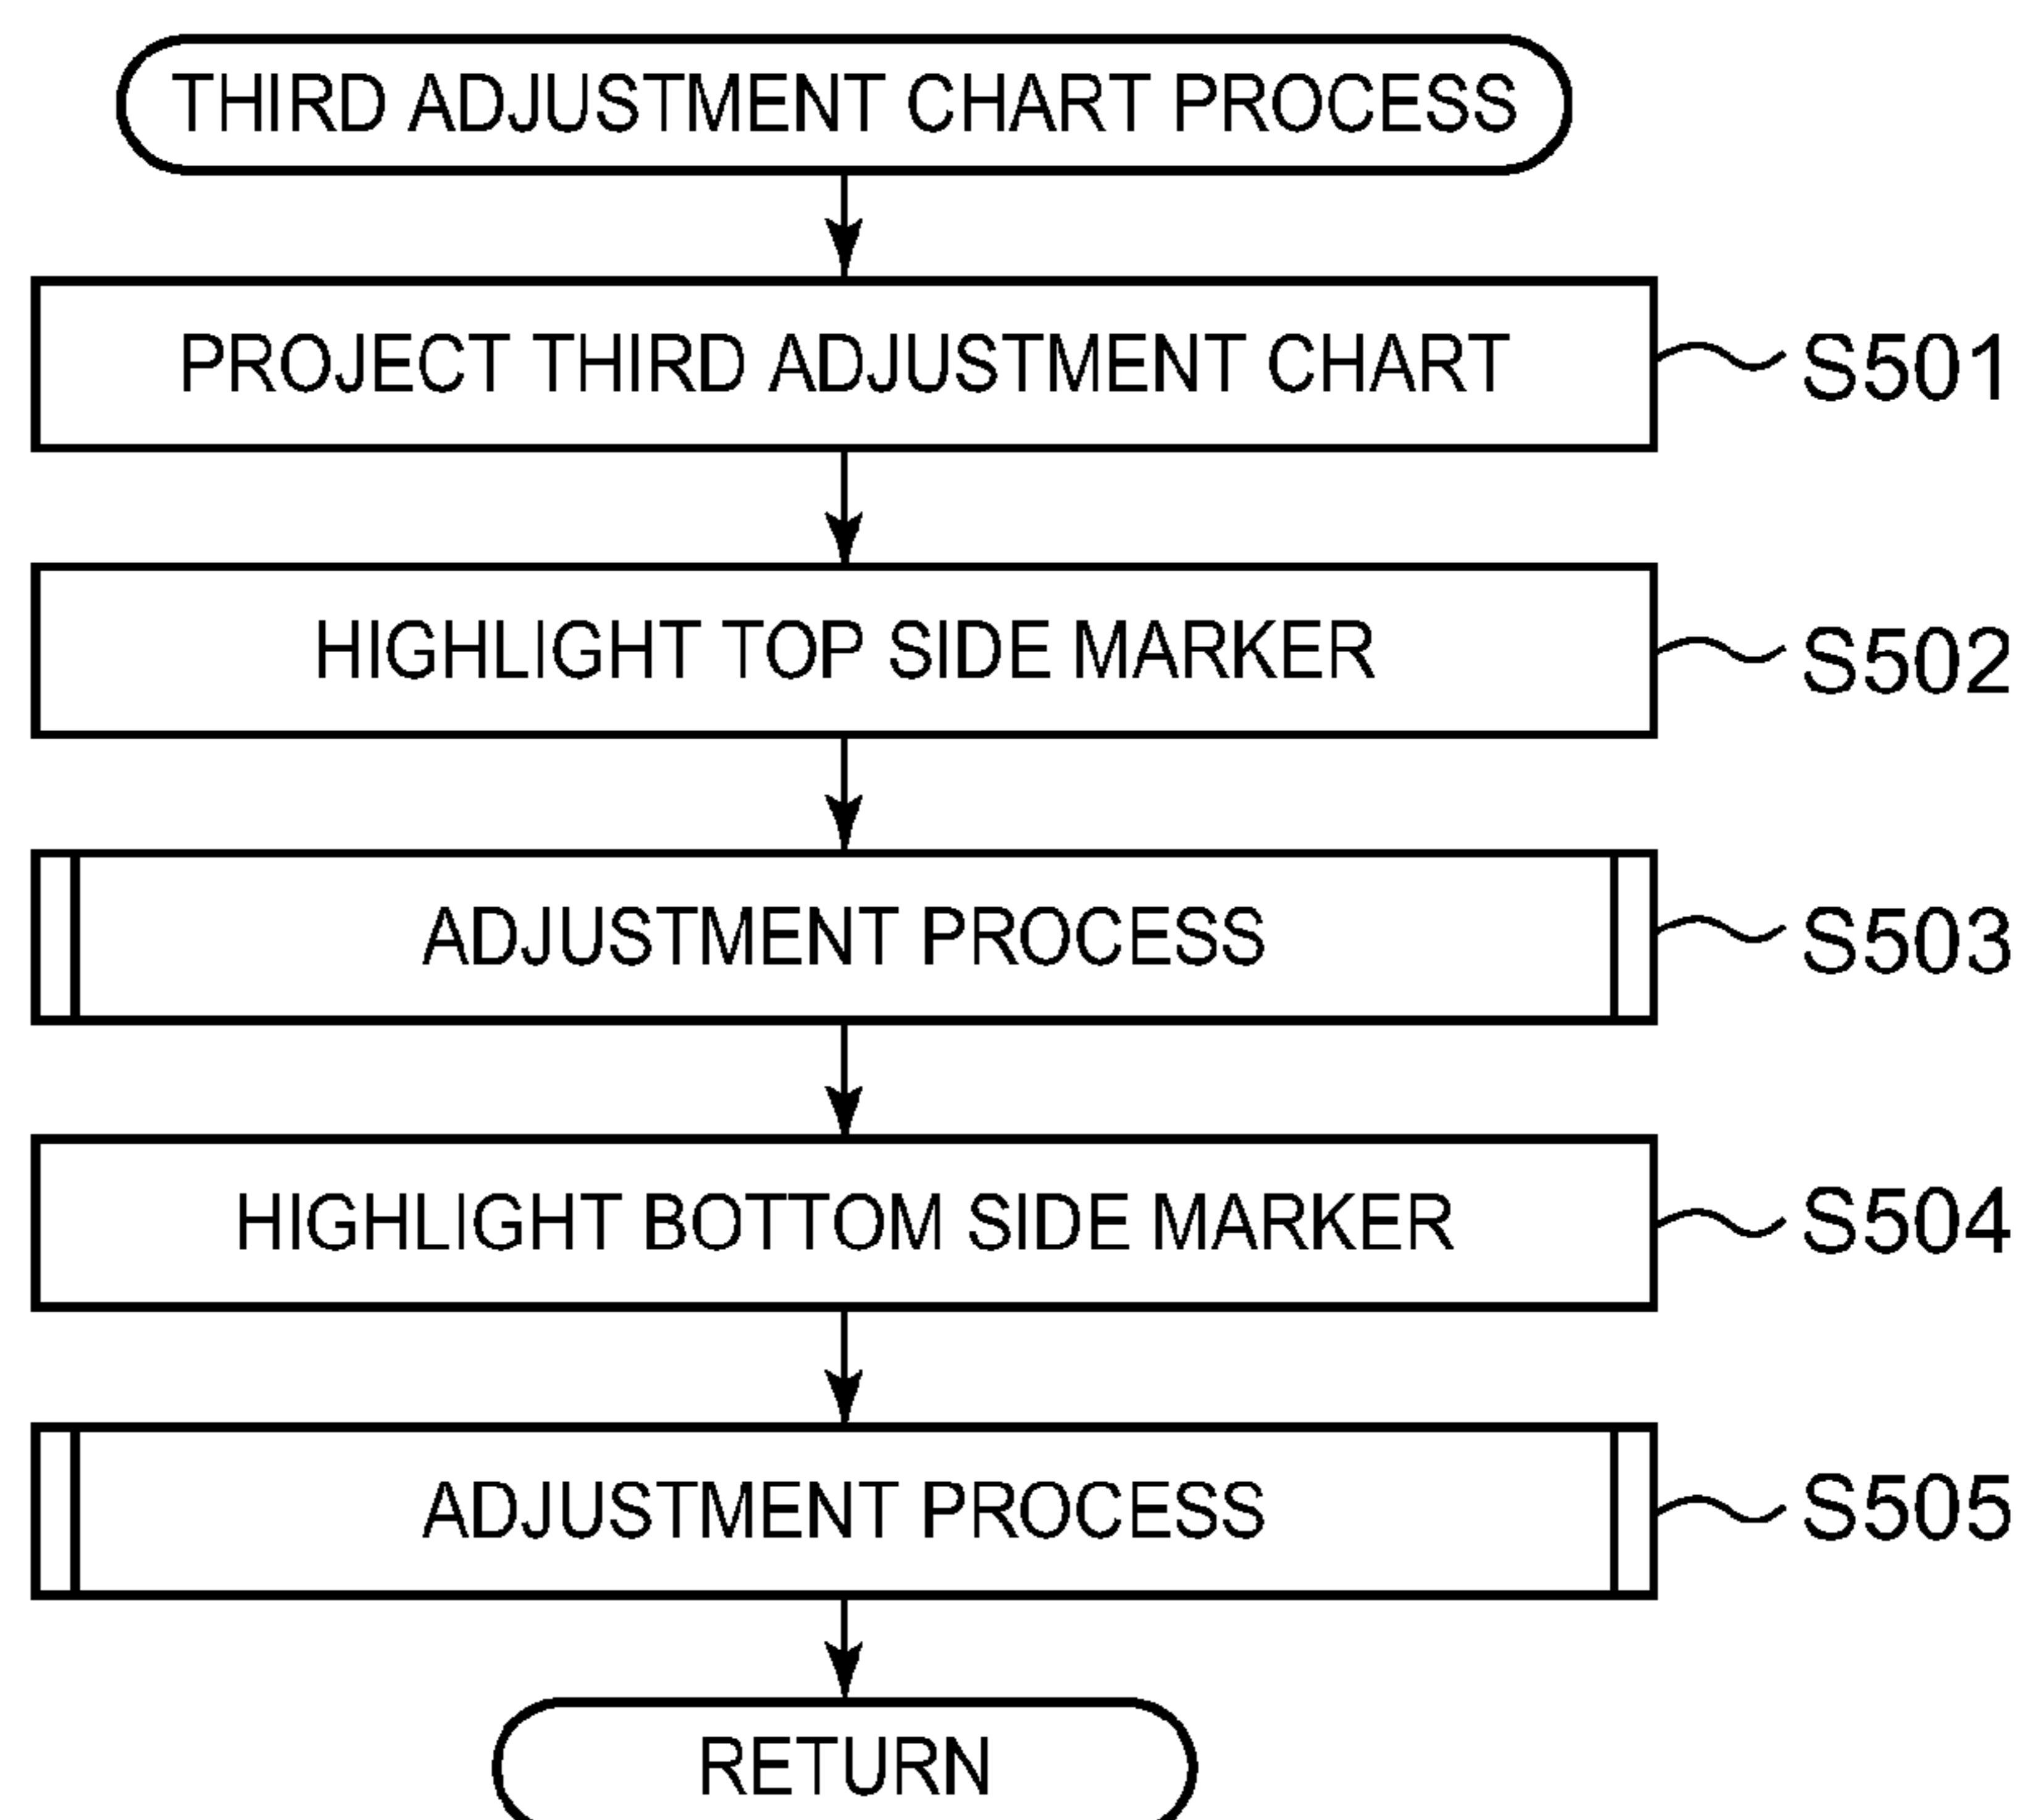 THIRD ADJUSTMENT CHART PROCESS
PROJECT THIRD ADJUSTMENT CHART
S501
HIGHLIGHT TOP SIDE MARKER
S502
ADJUSTMENT PROCESS
S503
HIGHLIGHT BOTTOM SIDE MARKER
S504
ADJUSTMENT PROCESS
S505
RETURN